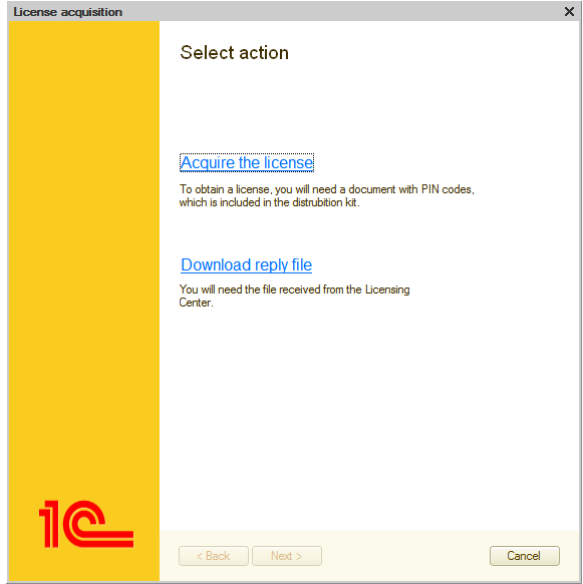 License acquisition
Select action
Acquire the license
To obtain a license, you will need a document with PIN codes,
which is included in the distrubition kit.
Download reply file
You will need the file received from the Licensing
Center.
1C
< Back Next > Cancel